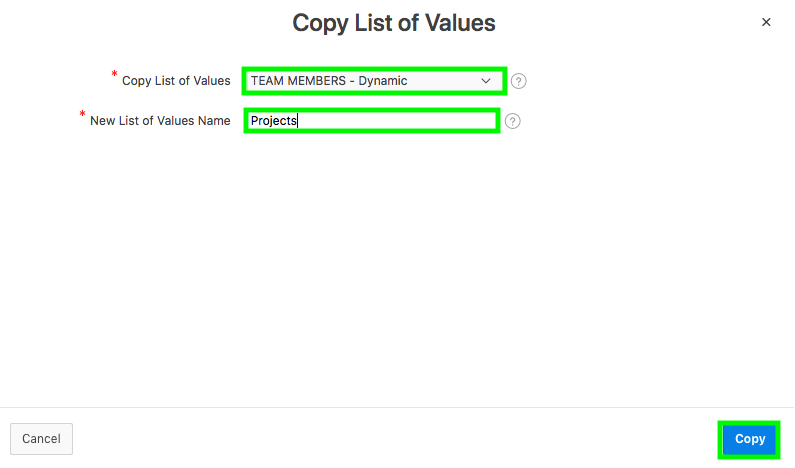 Copy List of Values
* Copy List of Values TEAM MEMBERS - Dynamic ?
* New List of Values Name Projects ?
Cancel Copy